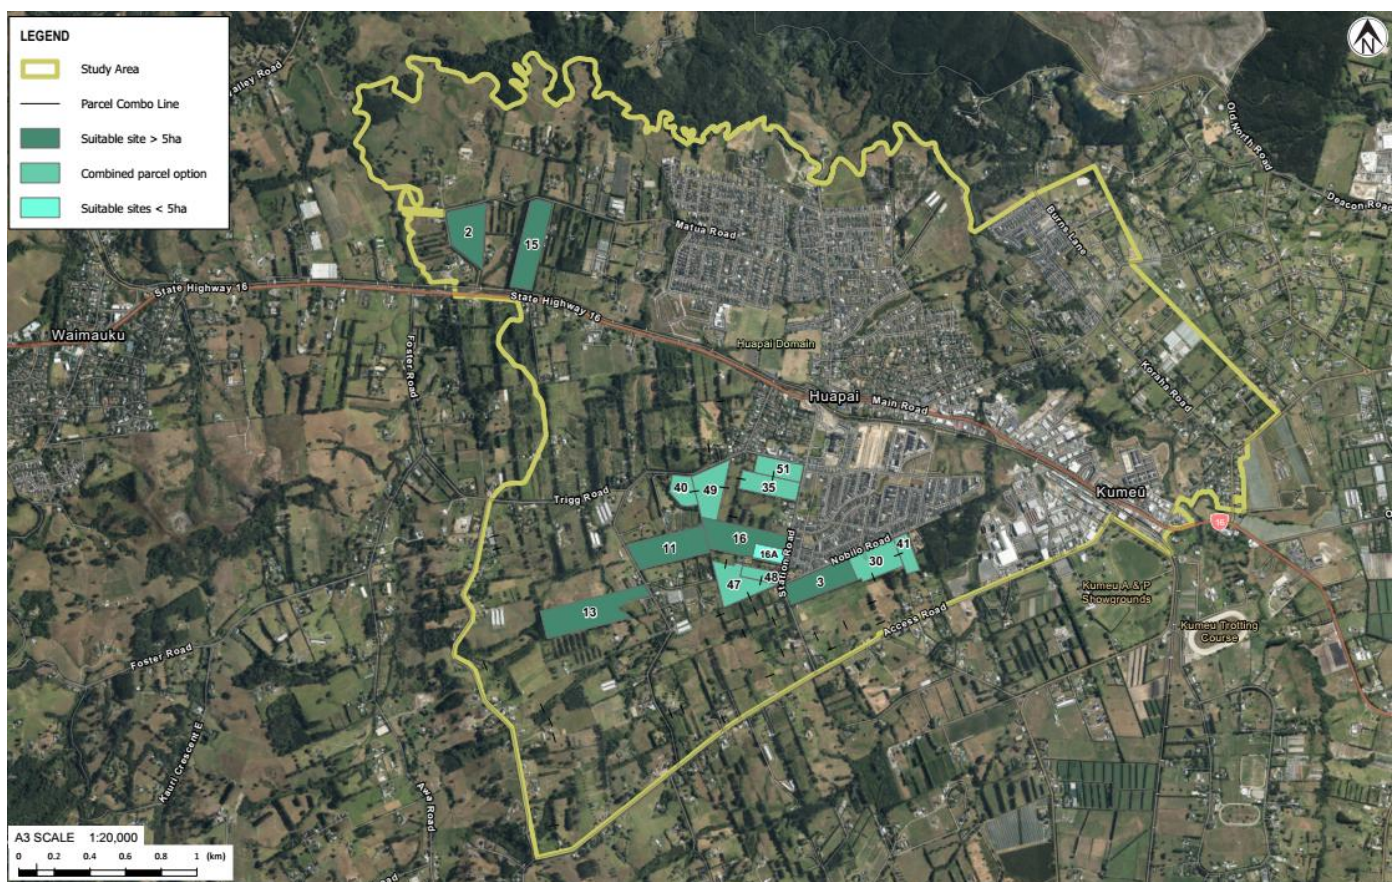 LEGEND
Study Area
Parcel Combo Line
Suitable site > 5ha
Combined parcel option
Suitable sites < 5ha
N
Valley Road
Old North Road
Deacon Road
Matua Road
Burns Lane
2
15
State Highway 16
State Highway 16
Waimauku
Foster Road
Huapai Domain
Koraha Road
Huapai
Main Road
51
40
49
35
Trigg Road
Kumeū
16
16
11
16A
Station Road
Nobilo Road
41
30
47
48
3
13
Kumeu A & P
Showgrounds
Access Road
Kumeu Trotting
Course
Foster Road
Kauri Crescent E
Awa Road
A3 SCALE 1:20,000
0 0.2 0.4 0.6 0.8 1 (km)